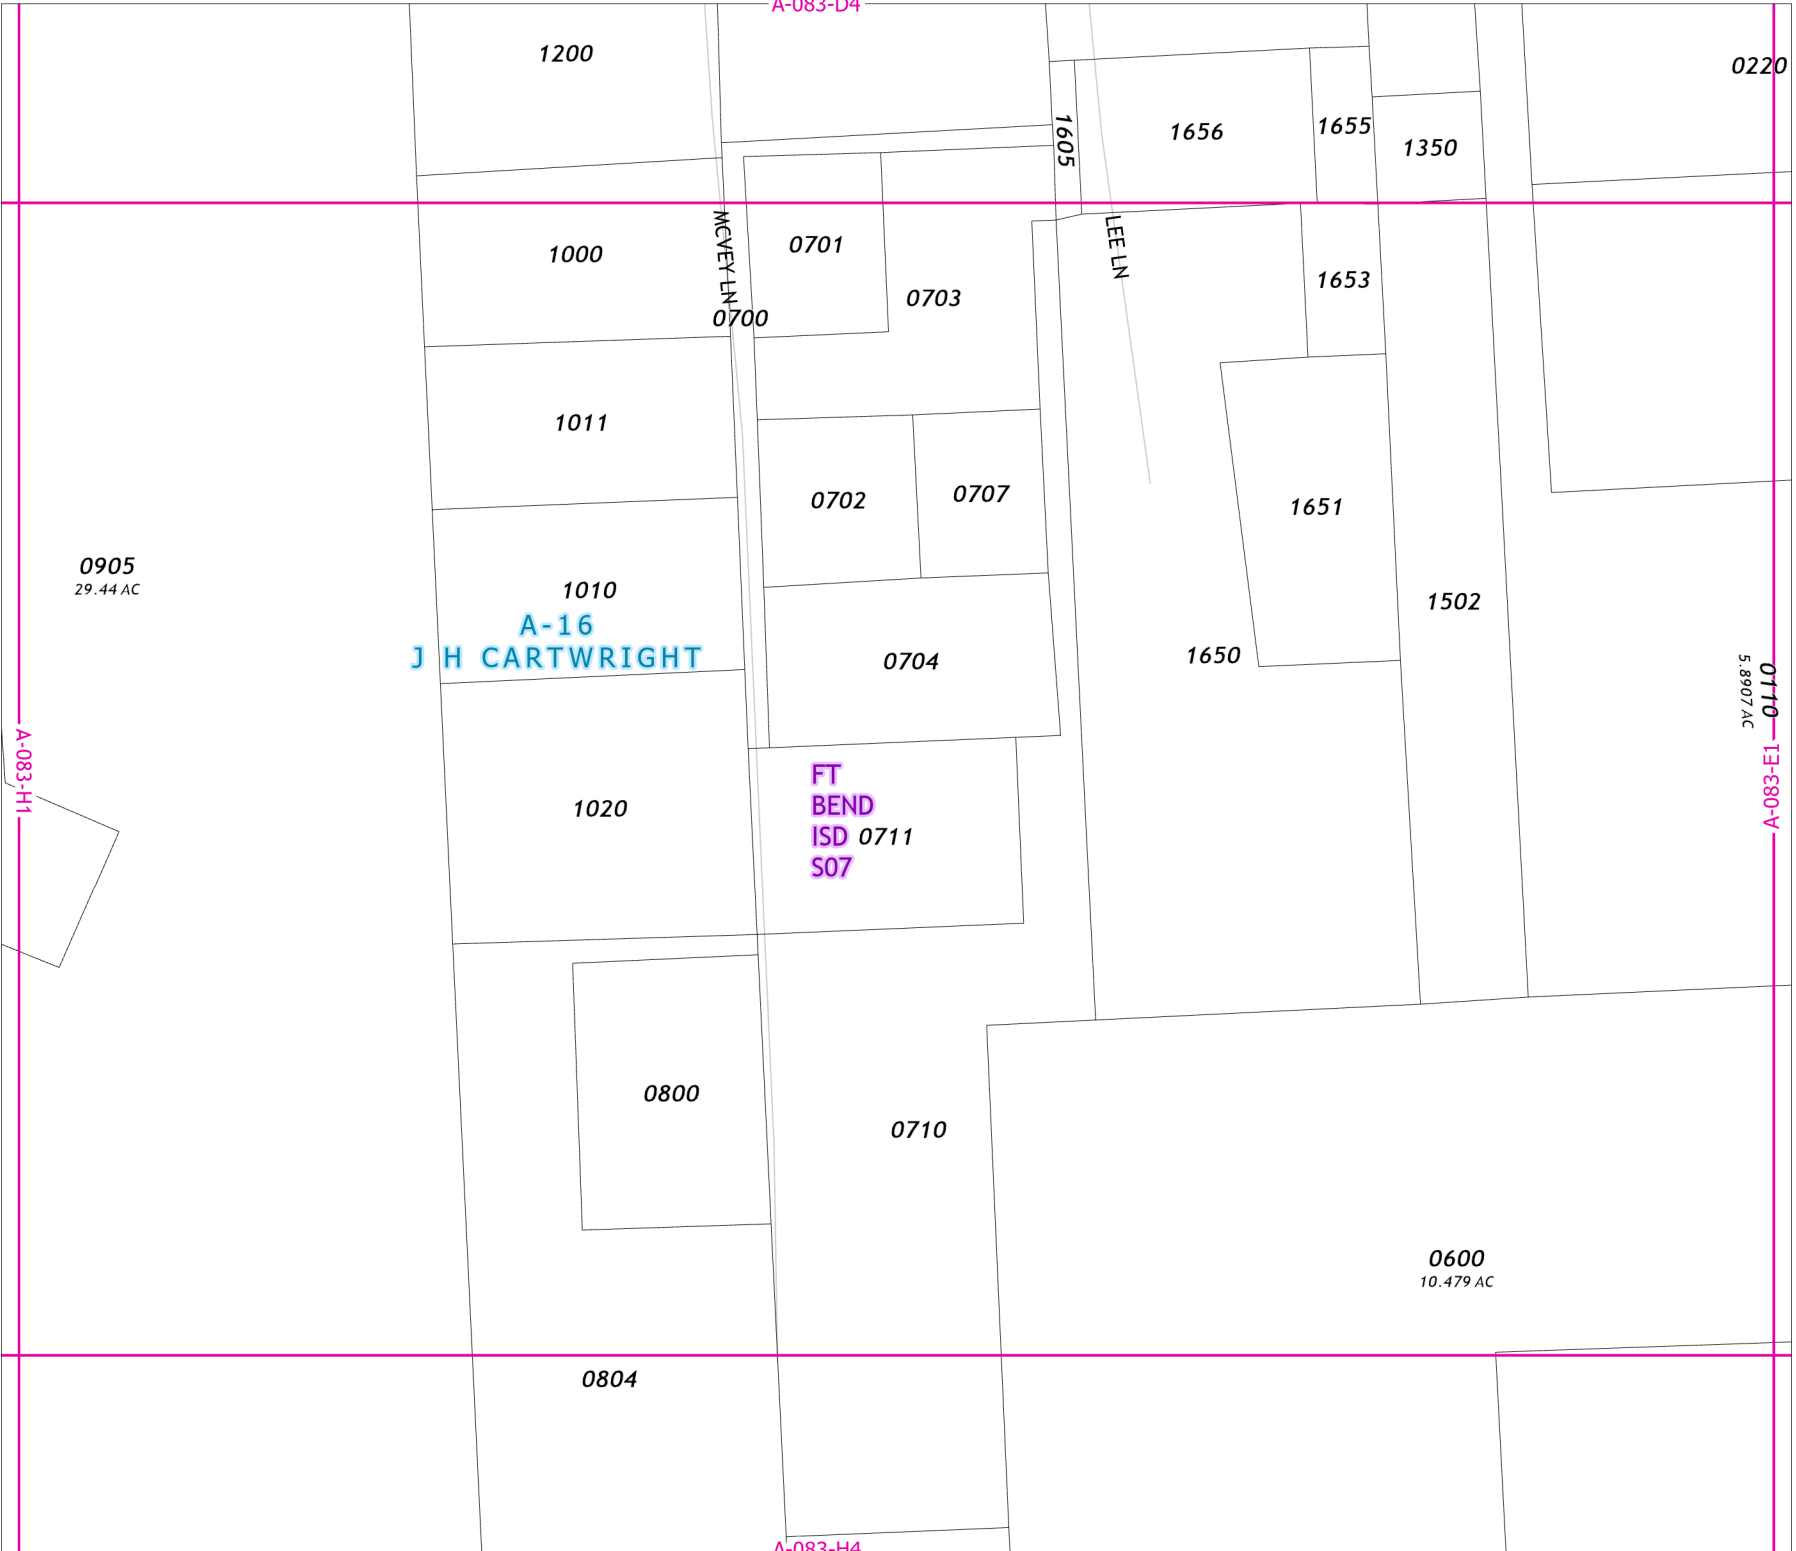 A-083-D4
1200
0220
1605
1656
1655
1350
MCVEY LN
LEE LN
1000
0701
0703
1653
0700
1011
0702
0707
1651
0905
29.44 AC
1010
A-16
J H CARTWRIGHT
1502
0704
1650
0110
5.8907 AC
A-083-H1
A-083-E1
FT
BEND
ISD
S07
1020
0711
0800
0710
0600
10.479 AC
0804
A-083-H4